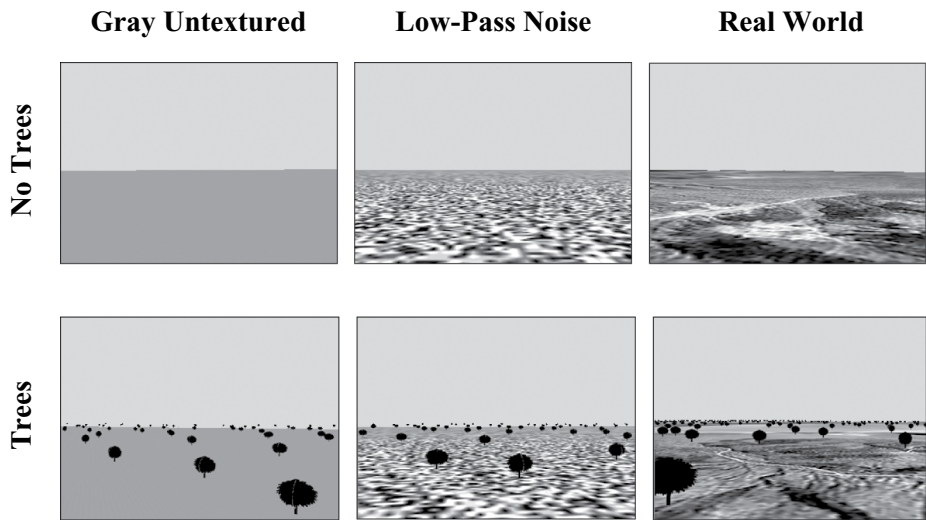 Gray Untextured
Low-Pass Noise
Real World
No Trees
Trees